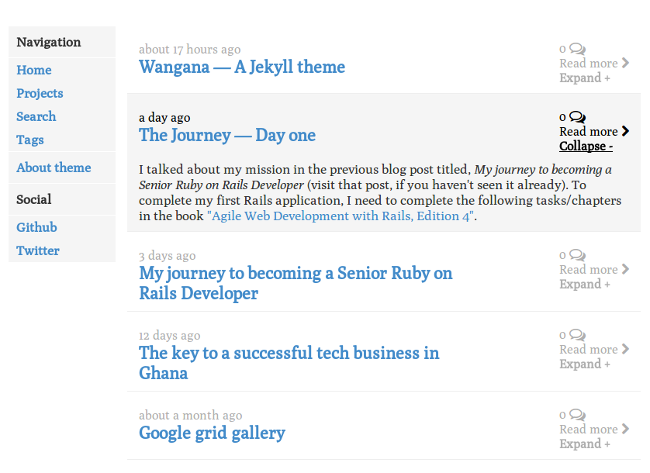 Navigation
Home
Projects
Search
Tags
About theme
Social
Github
Twitter
about 17 hours ago
Wangana — A Jekyll theme
0
Read more
Expand +
a day ago
The Journey — Day one
0
Read more
Collapse -
I talked about my mission in the previous blog post titled, My journey to becoming a
Senior Ruby on Rails Developer (visit that post, if you haven't seen it already). To
complete my first Rails application, I need to complete the following tasks/chapters
in the book "Agile Web Development with Rails, Edition 4".
3 days ago
My journey to becoming a Senior Ruby on
Rails Developer
0
Read more
Expand +
12 days ago
The key to a successful tech business in
Ghana
0
Read more
Expand +
about a month ago
Google grid gallery
0
Read more
Expand +